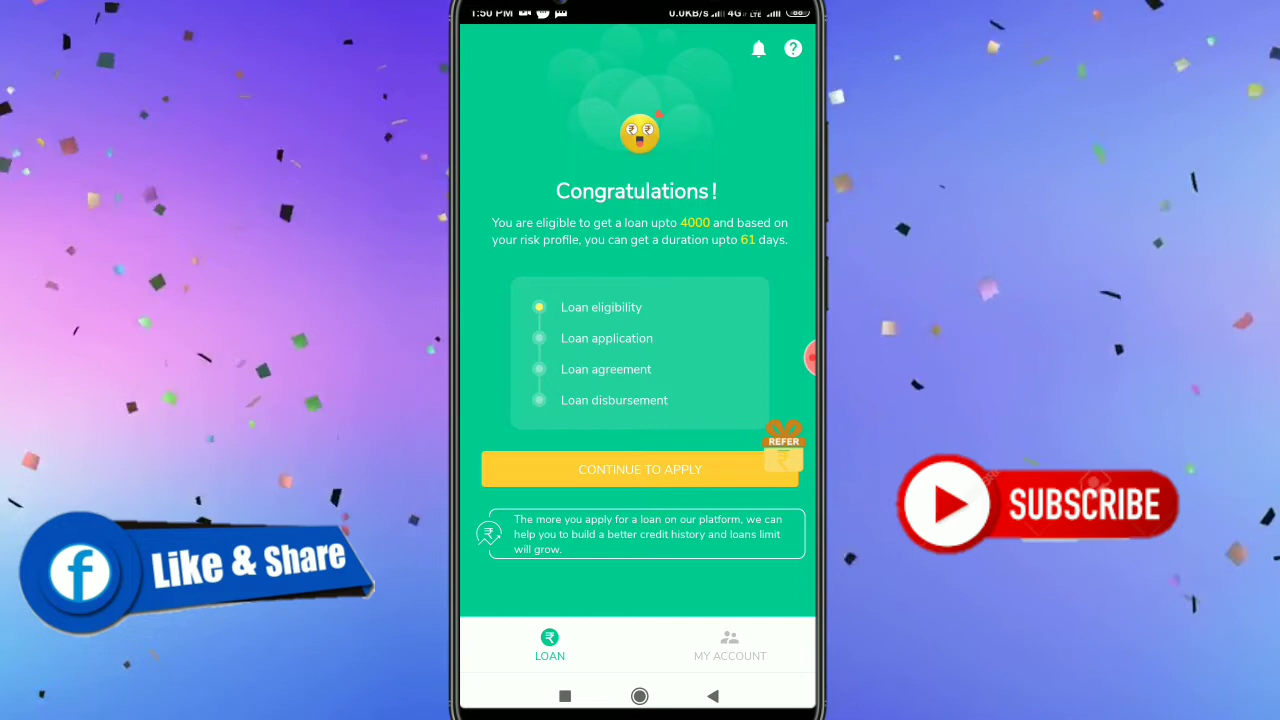 1:50 PM
0.0KB/s
4G
LTE
Congratulations!
You are eligible to get a loan upto 4000 and based on
your risk profile, you can get a duration upto 61 days.
Loan eligibility
Loan application
Loan agreement
Loan disbursement
REFER
₹
CONTINUE TO APPLY
₹
The more you apply for a loan on our platform, we can
help you to build a better credit history and loans limit
will grow.
f
Like & Share
SUBSCRIBE
₹
LOAN
MY ACCOUNT